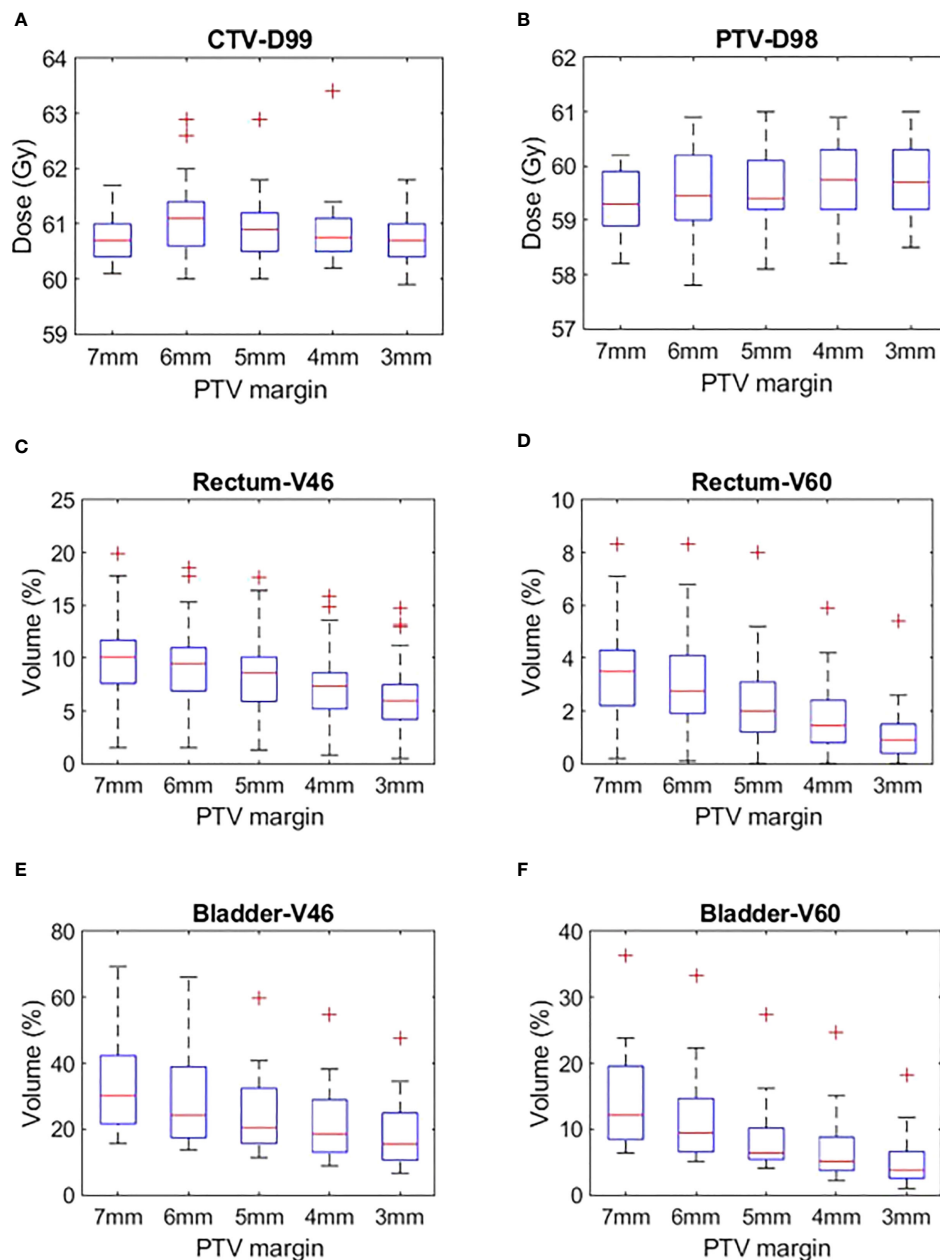 A
CTV-D99
64
63
62
61
60
59
Dose (Gy)
7mm 6mm 5mm 4mm 3mm
PTV margin
B
PTV-D98
62
61
60
59
58
57
Dose (Gy)
7mm 6mm 5mm 4mm 3mm
PTV margin
C
Rectum-V46
25
20
15
10
5
0
Volume (%)
7mm 6mm 5mm 4mm 3mm
PTV margin
D
Rectum-V60
10
8
6
4
2
0
Volume (%)
7mm 6mm 5mm 4mm 3mm
PTV margin
E
Bladder-V46
80
60
40
20
0
Volume (%)
7mm 6mm 5mm 4mm 3mm
PTV margin
F
Bladder-V60
40
30
20
10
0
Volume (%)
7mm 6mm 5mm 4mm 3mm
PTV margin